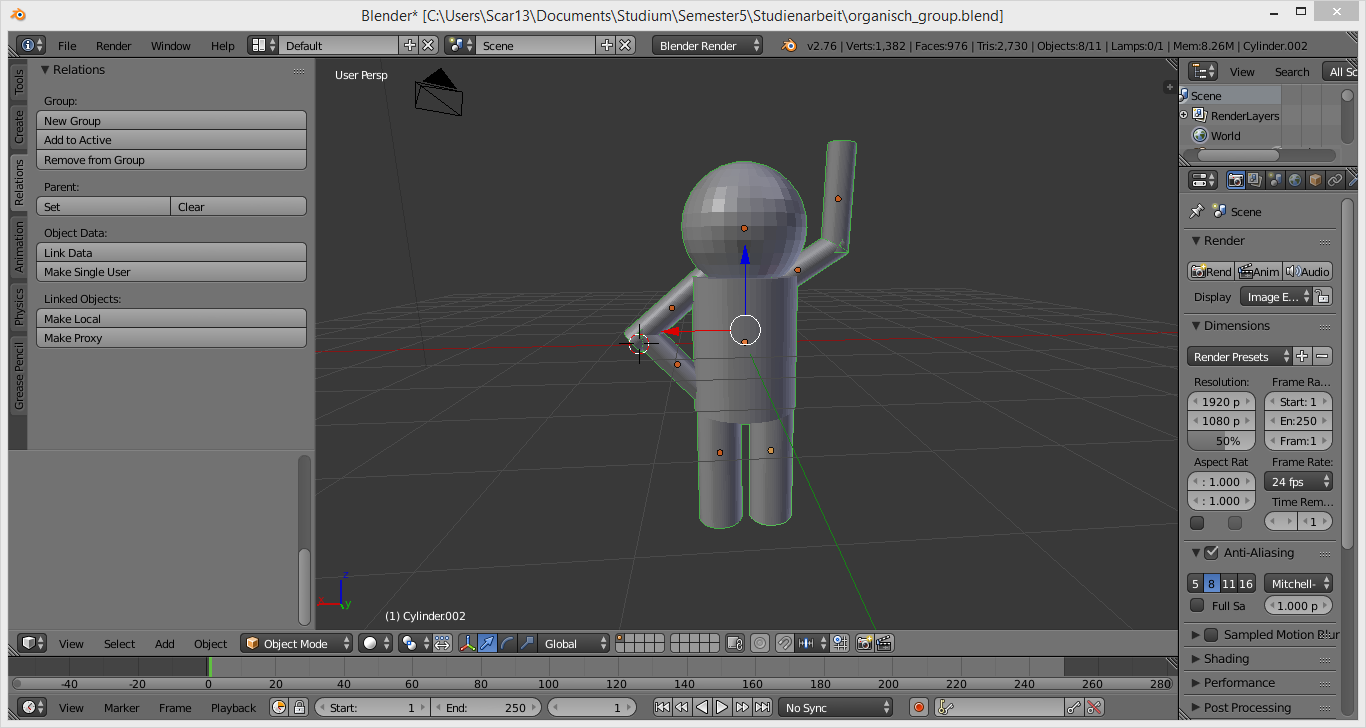 Blender* [C:\Users\Scar13\Documents\Studium\Semester5\Studienarbeit\organisch_group.blend]
File Render Window Help Default Scene Blender Render v2.76 | Verts:1,382 | Faces:976 | Tris:2,730 | Objects:8/11 | Lamps:0/1 | Mem:8.26M | Cylinder.002
Tools
Create
Relations
Animation
Physics
Grease Pencil
Relations
Group:
New Group
Add to Active
Remove from Group
Parent:
Set Clear
Object Data:
Link Data
Make Single User
Linked Objects:
Make Local
Make Proxy
User Persp
z
x
y
(1) Cylinder.002
View Select Add Object Object Mode Global
View Search All Sc
Scene
RenderLayers
World
Scene
Render
Rend Anim Audio
Display Image E...
Dimensions
Render Presets
Resolution: Frame Ra...
1920 p Start: 1
1080 p En:250
50% Fram:1
Aspect Rat Frame Rate:
: 1.000 24 fps
: 1.000 Time Rem...
1
Anti-Aliasing
5 8 11 16 Mitchell-
Full Sa 1.000 p
Sampled Motion Blur
Shading
Performance
Post Processing
-40 -20 0 20 40 60 80 100 120 140 160 180 200 220 240 260 280
View Marker Frame Playback Start: 1 End: 250 1 No Sync